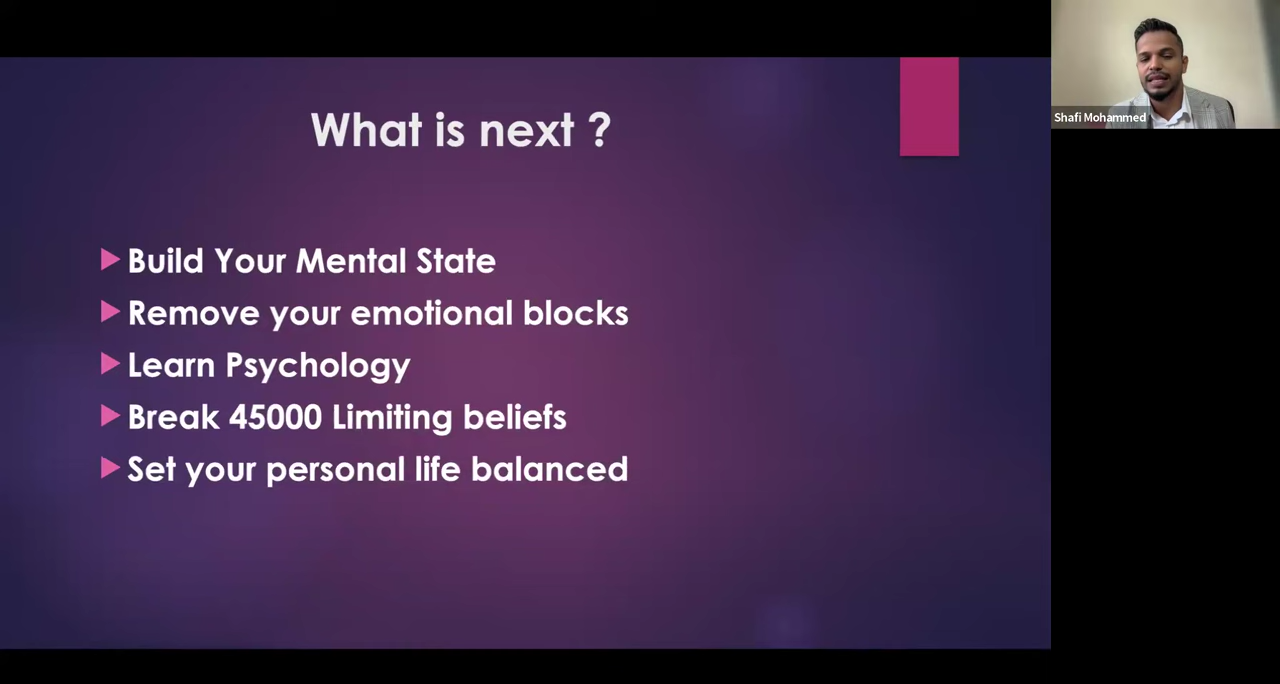 What is next ?
Build Your Mental State
Remove your emotional blocks
Learn Psychology
Break 45000 Limiting beliefs
Set your personal life balanced
Shafi Mohammed